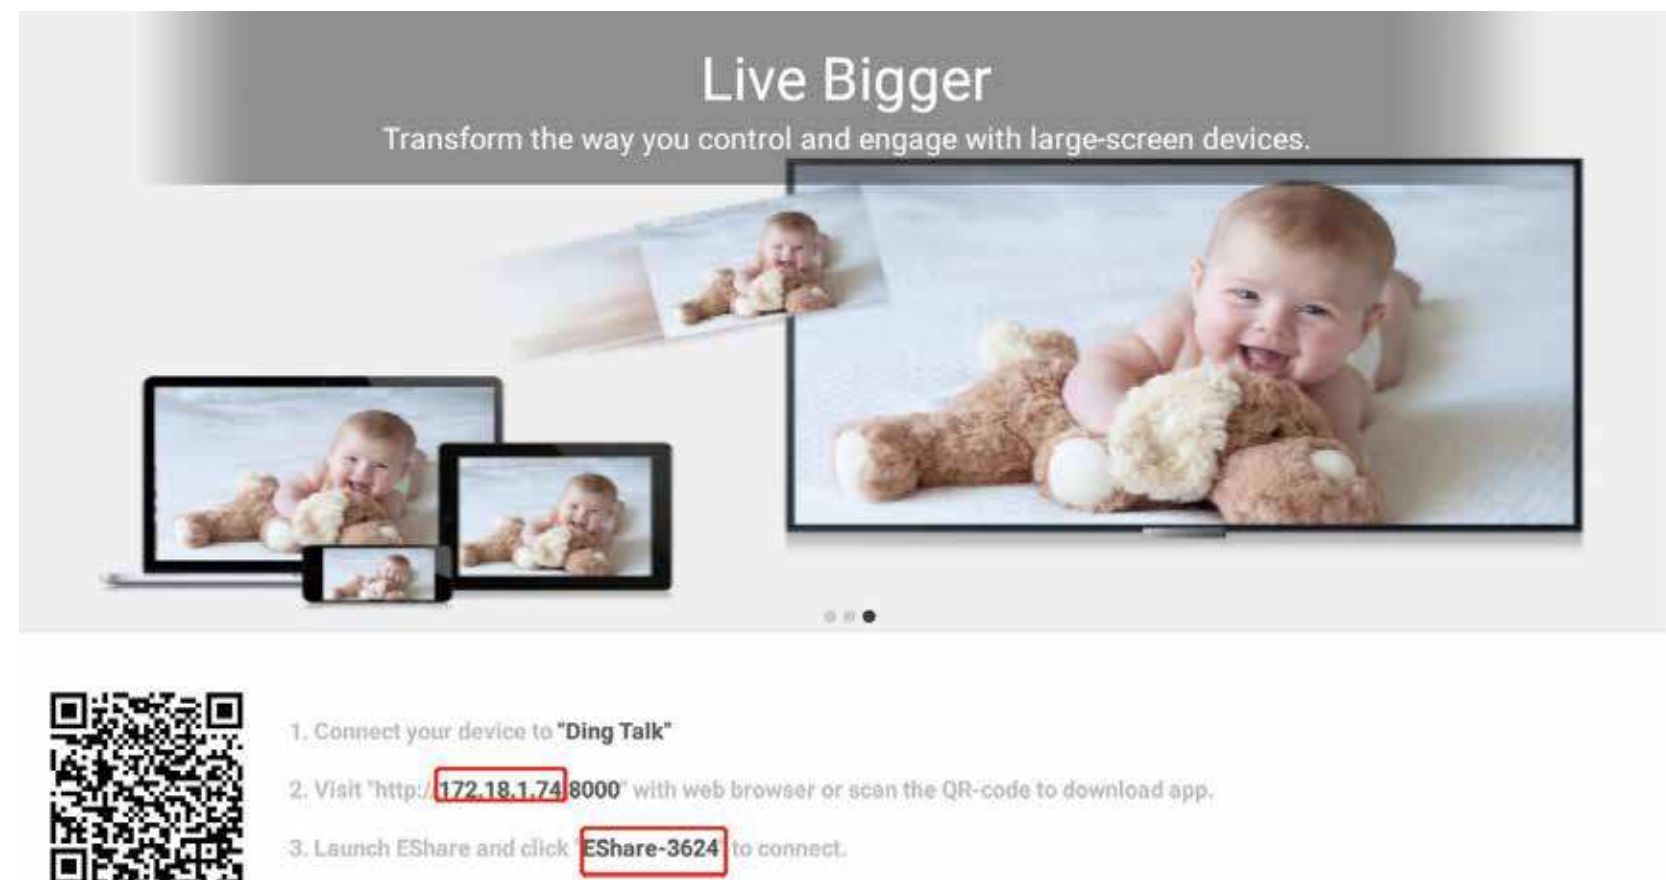 Live Bigger
Transform the way you control and engage with large-screen devices.
1. Connect your device to "Ding Talk"
2. Visit "http://172.18.1.74:8000" with web browser or scan the QR-code to download app.
3. Launch EShare and click "EShare-3624" to connect.